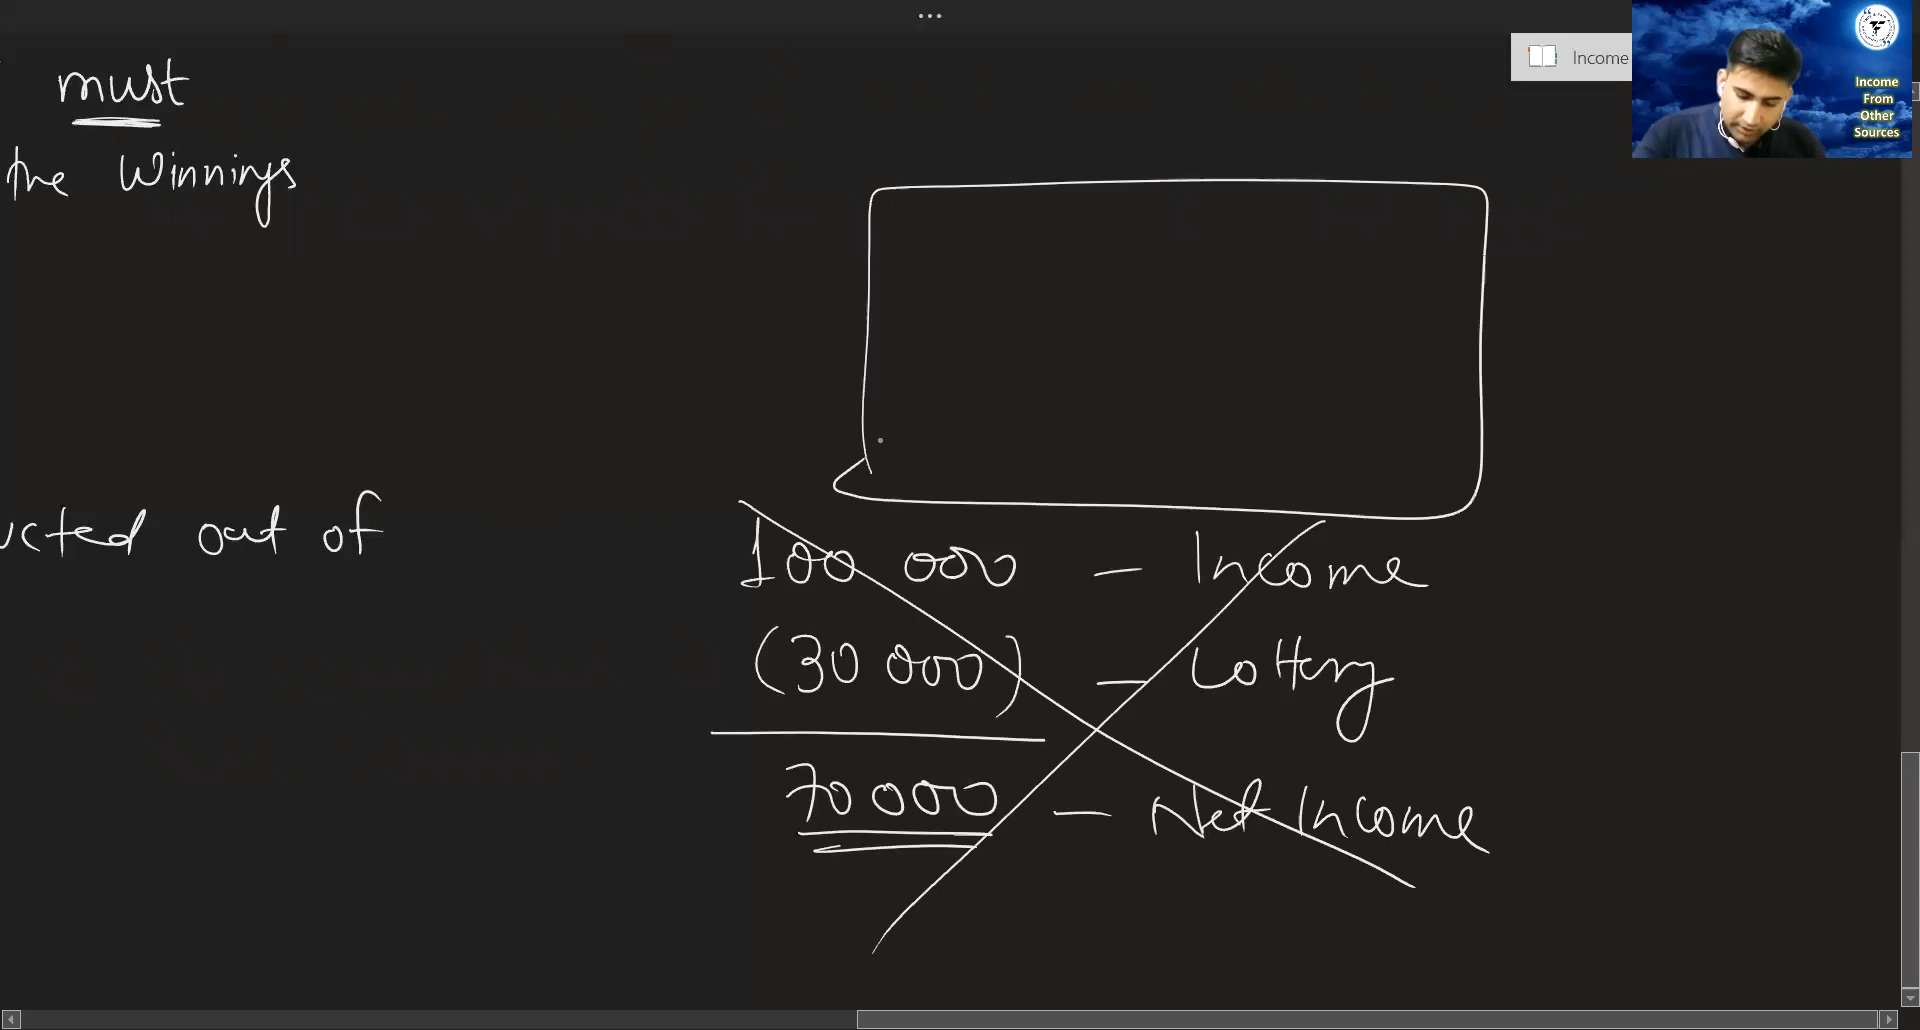 must
the Winnings
ucted out of
100 000 — Income
(30 000) — Lottery
70 000 — Net Income
Income
Income
From
Other
Sources